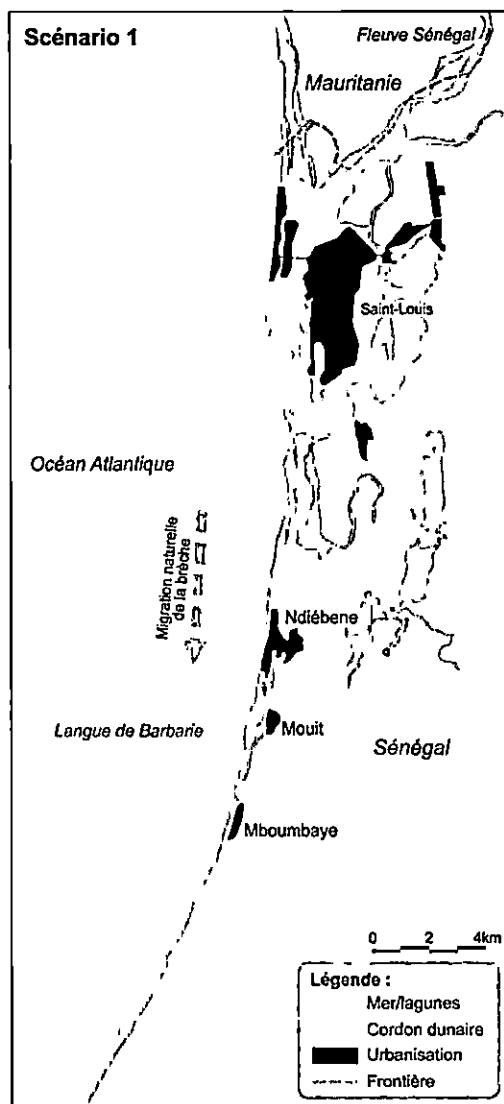 Scénario 1
Fleuve Sénégal
Mauritanie
Saint-Louis
Océan Atlantique
Migration naturelle
de la brèche
Ndiébene
Langue de Barbarie
Mouit
Sénégal
Mboumbaye
0 2 4km
Légende :
Mer/lagunes
Cordon dunaire
Urbanisation
Frontière